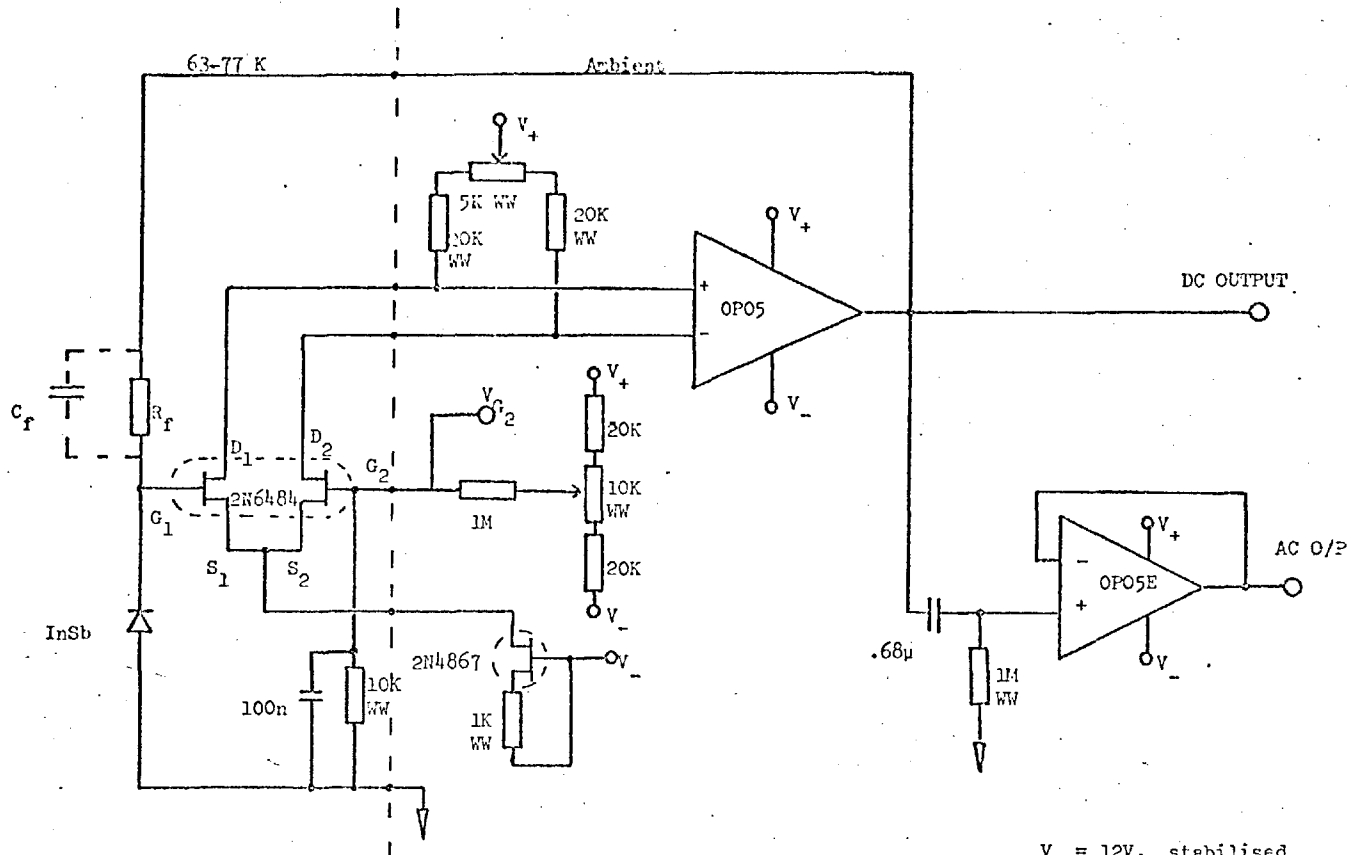 63-77 K
Ambient
V+
5K WW
20K
WW
20K
WW
V+
+
OP05
-
V-
DC OUTPUT
Cf
Rf
D1
D2
G2
VG2
V+
20K
10K
WW
20K
V-
1M
2N6484
G1
S1
S2
InSb
2N4867
V-
1K
WW
100n
10k
WW
.68µ
1M
WW
-
OP05E
+
V+
V-
AC O/P
V = 12V, stabilised